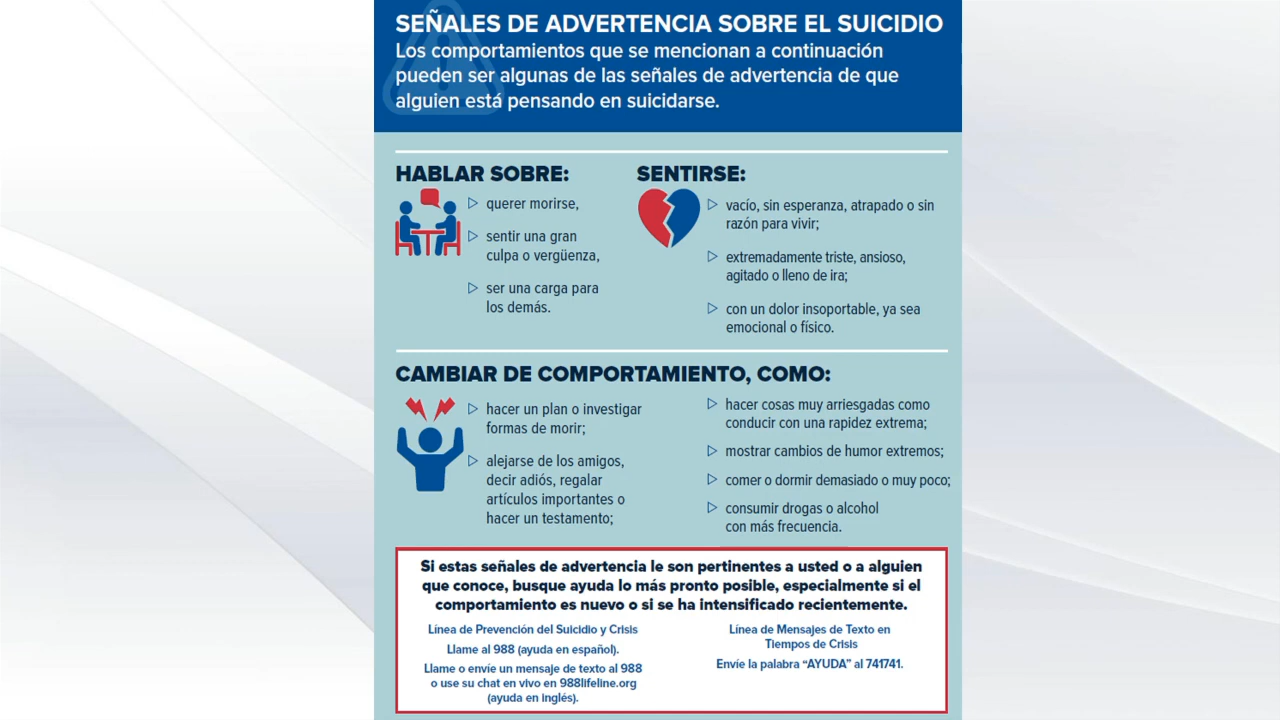 SEÑALES DE ADVERTENCIA SOBRE EL SUICIDIO
Los comportamientos que se mencionan a continuación
pueden ser algunas de las señales de advertencia de que
alguien está pensando en suicidarse.
HABLAR SOBRE:
querer morirse,
sentir una gran
culpa o vergüenza,
ser una carga para
los demás.
SENTIRSE:
vacío, sin esperanza, atrapado o sin
razón para vivir;
extremadamente triste, ansioso,
agitado o lleno de ira;
con un dolor insoportable, ya sea
emocional o físico.
CAMBIAR DE COMPORTAMIENTO, COMO:
hacer un plan o investigar
formas de morir;
alejarse de los amigos,
decir adiós, regalar
artículos importantes o
hacer un testamento;
hacer cosas muy arriesgadas como
conducir con una rapidez extrema;
mostrar cambios de humor extremos;
comer o dormir demasiado o muy poco;
consumir drogas o alcohol
con más frecuencia.
Si estas señales de advertencia le son pertinentes a usted o a alguien
que conoce, busque ayuda lo más pronto posible, especialmente si el
comportamiento es nuevo o si se ha intensificado recientemente.
Línea de Prevención del Suicidio y Crisis
Llame al 988 (ayuda en español).
Llame o envíe un mensaje de texto al 988
o use su chat en vivo en 988lifeline.org
(ayuda en inglés).
Línea de Mensajes de Texto en
Tiempos de Crisis
Envíe la palabra “AYUDA” al 741741.